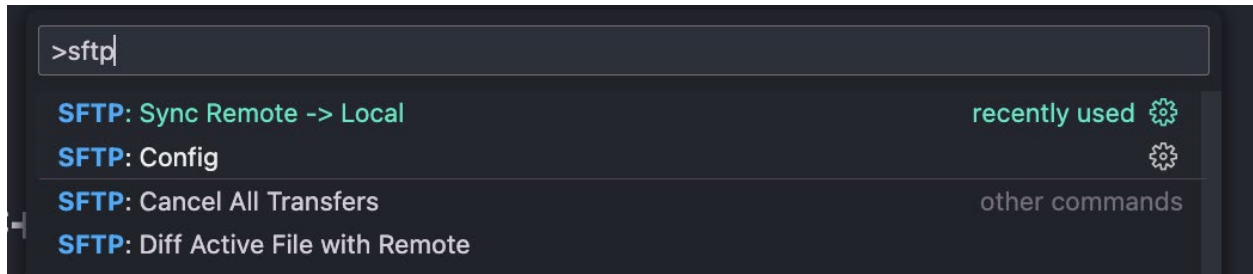 >sftp
SFTP: Sync Remote -> Local recently used
SFTP: Config
SFTP: Cancel All Transfers other commands
SFTP: Diff Active File with Remote